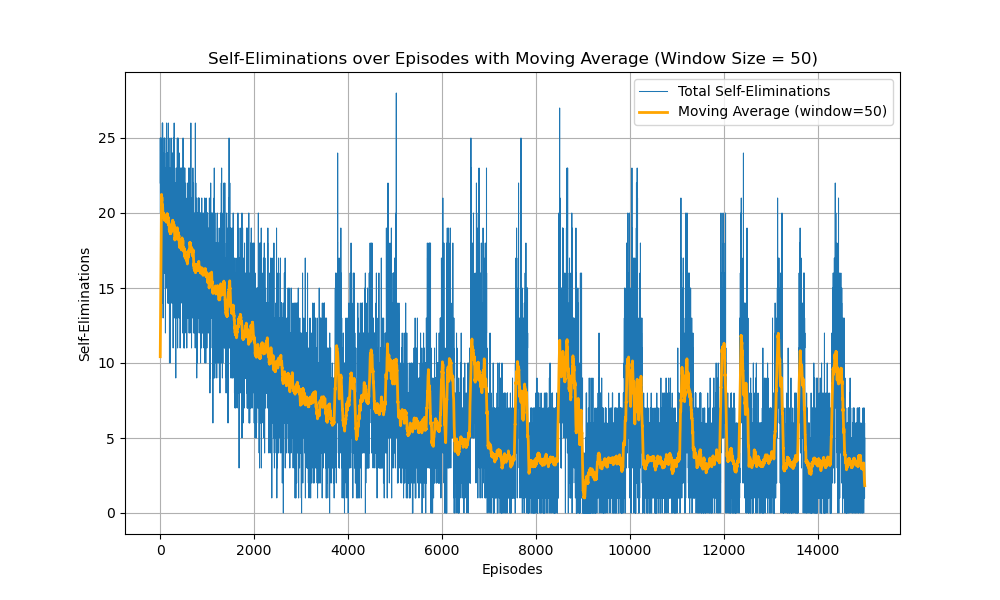 Self-Eliminations over Episodes with Moving Average (Window Size = 50)
Total Self-Eliminations
Moving Average (window=50)
Self-Eliminations
25
20
15
10
5
0
0 2000 4000 6000 8000 10000 12000 14000
Episodes